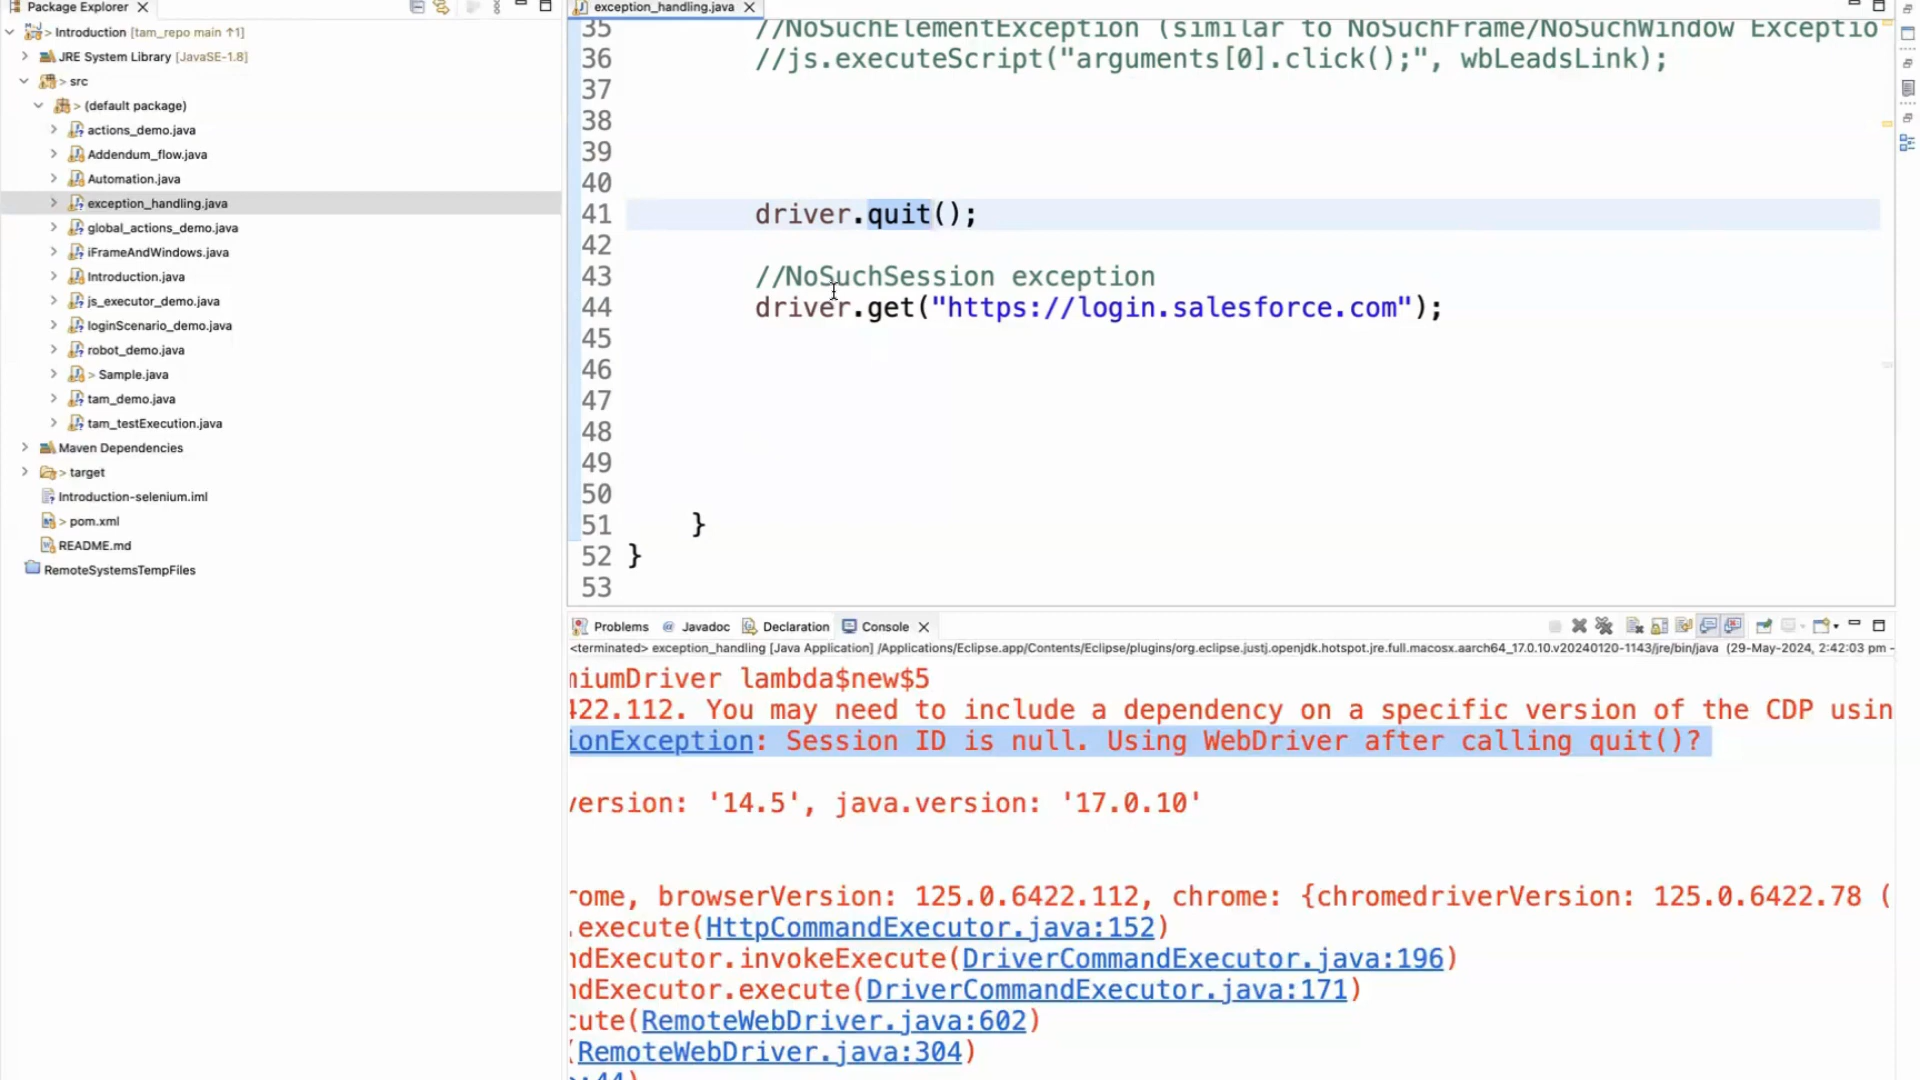 Package Explorer
> Introduction [tam_repo main ↑1]
JRE System Library [JavaSE-1.8]
> src
> (default package)
actions_demo.java
Addendum_flow.java
Automation.java
exception_handling.java
global_actions_demo.java
iFrameAndWindows.java
Introduction.java
js_executor_demo.java
loginScenario_demo.java
robot_demo.java
> Sample.java
tam_demo.java
tam_testExecution.java
Maven Dependencies
> target
Introduction-selenium.iml
> pom.xml
README.md
RemoteSystemsTempFiles
exception_handling.java
35 //NoSuchElementException (similar to NoSuchFrame/NoSuchWindow Exceptio
36 //js.executeScript("arguments[0].click();", wbLeadsLink);
37
38
39
40
41 driver.quit();
42
43 //NoSuchSession exception
44 driver.get("https://login.salesforce.com");
45
46
47
48
49
50
51 }
52 }
53
Problems @ Javadoc Declaration Console
<terminated> exception_handling [Java Application] /Applications/Eclipse.app/Contents/Eclipse/plugins/org.eclipse.justj.openjdk.hotspot.jre.full.macosx.aarch64_17.0.10.v20240120-1143/jre/bin/java (29-May-2024, 2:42:03 pm –
miumDriver lambda$new$5
422.112. You may need to include a dependency on a specific version of the CDP usin
ionException: Session ID is null. Using WebDriver after calling quit()?
version: '14.5', java.version: '17.0.10'
rome, browserVersion: 125.0.6422.112, chrome: {chromedriverVersion: 125.0.6422.78 (
.execute(HttpCommandExecutor.java:152)
ndExecutor.invokeExecute(DriverCommandExecutor.java:196)
ndExecutor.execute(DriverCommandExecutor.java:171)
cute(RemoteWebDriver.java:602)
(RemoteWebDriver.java:304)
:44)